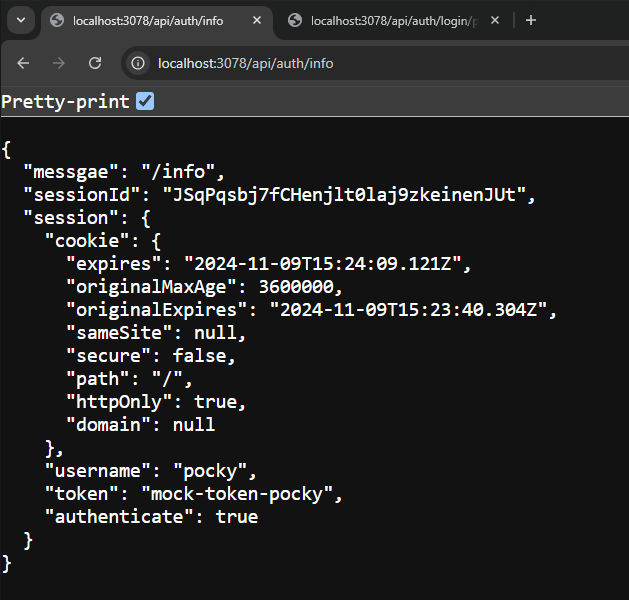 localhost:3078/api/auth/info
localhost:3078/api/auth/login/p
localhost:3078/api/auth/info
Pretty-print
{
  "messgae": "/info",
  "sessionId": "JSqPqsbj7fCHenjlt0laj9zkeinenJUt",
  "session": {
    "cookie": {
      "expires": "2024-11-09T15:24:09.121Z",
      "originalMaxAge": 3600000,
      "originalExpires": "2024-11-09T15:23:40.304Z",
      "sameSite": null,
      "secure": false,
      "path": "/",
      "httpOnly": true,
      "domain": null
    },
    "username": "pocky",
    "token": "mock-token-pocky",
    "authenticate": true
  }
}